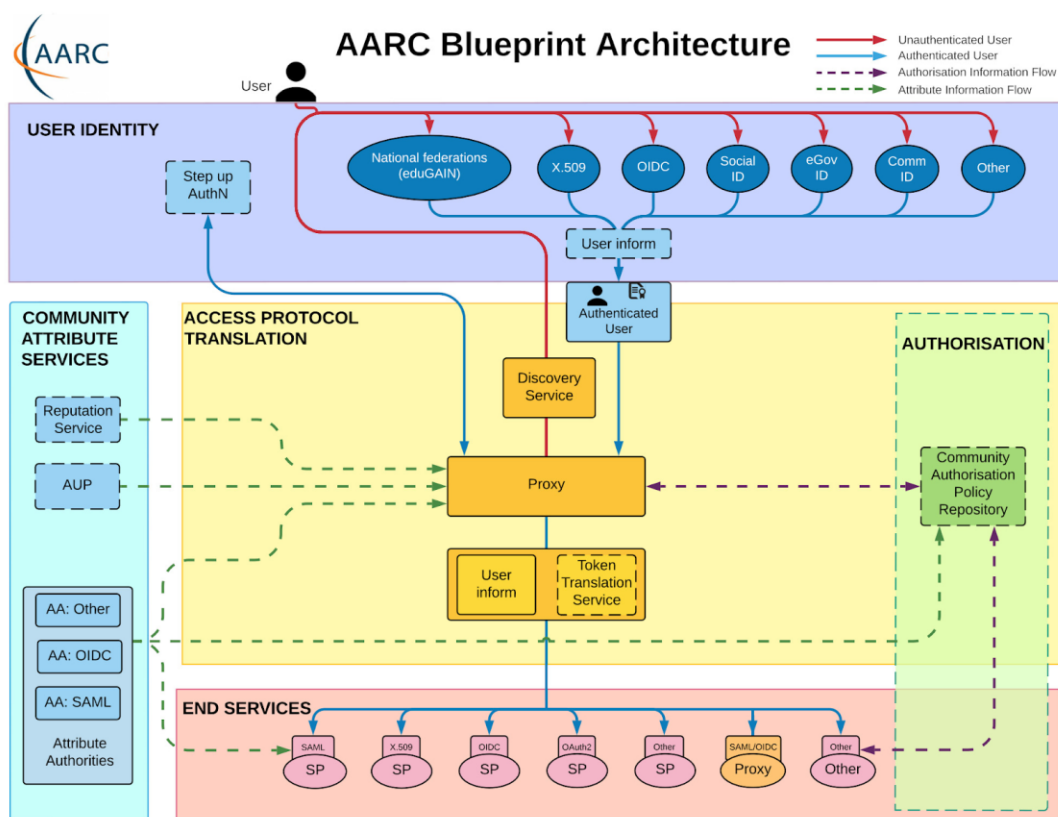 AARC
AARC Blueprint Architecture
Unauthenticated User
Authenticated User
Authorisation Information Flow
Attribute Information Flow
User
USER IDENTITY
Step up
AuthN
National federations
(eduGAIN)
X.509
OIDC
Social
ID
eGov
ID
Comm
ID
Other
User inform
Authenticated
User
COMMUNITY
ATTRIBUTE
SERVICES
Reputation
Service
AUP
AA: Other
AA: OIDC
AA: SAML
Attribute
Authorities
ACCESS PROTOCOL
TRANSLATION
Discovery
Service
Proxy
User
inform
Token
Translation
Service
AUTHORISATION
Community
Authorisation
Policy
Repository
END SERVICES
SAML
SP
X.509
SP
OIDC
SP
OAuth2
SP
Other
SP
SAML/OIDC
Proxy
Other
Other